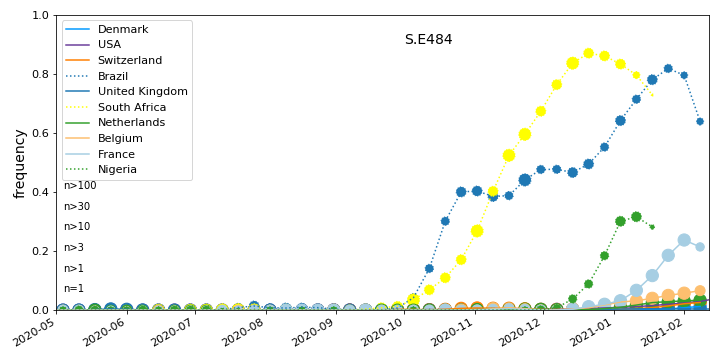 1.0
0.8
0.6
0.4
0.2
0.0
frequency
S.E484
Denmark
USA
Switzerland
Brazil
United Kingdom
South Africa
Netherlands
Belgium
France
Nigeria
n>100
n>30
n>10
n>3
n>1
n=1
2020-05
2020-06
2020-07
2020-08
2020-09
2020-10
2020-11
2020-12
2021-01
2021-02